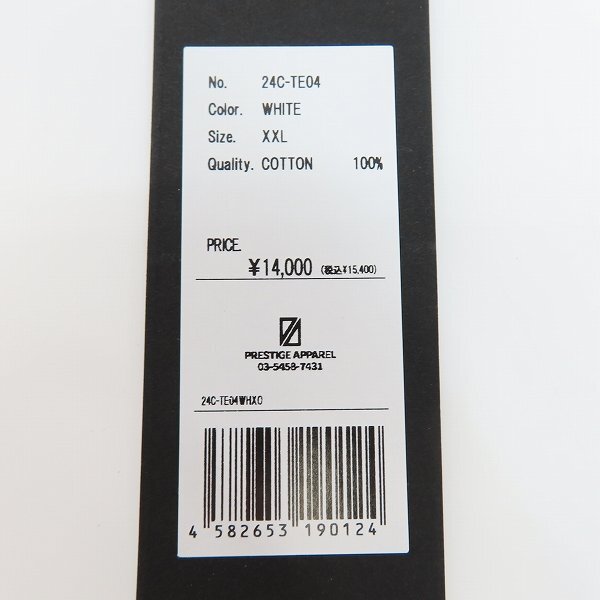 No. 24C-TE04
Color. WHITE
Size. XXL
Quality. COTTON 100%
PRICE.
¥14,000 (税込¥15,400)
PRESTIGE APPAREL
03-5458-7431
24C-TE04WHXO
4 582653 190124